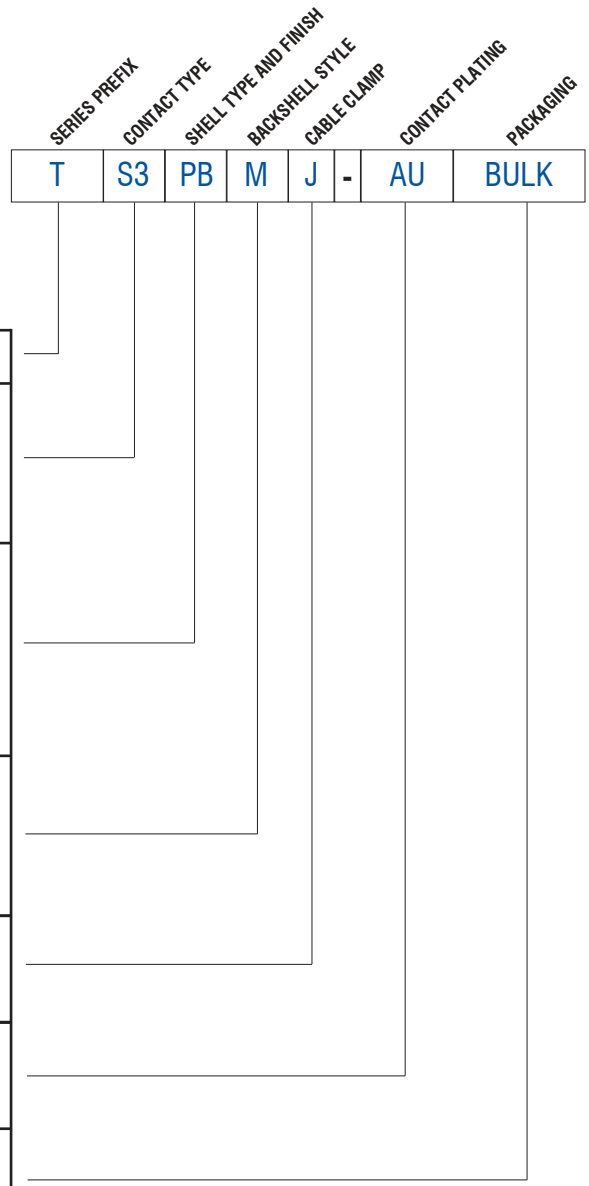 SERIES PREFIX
CONTACT TYPE
SHELL TYPE AND FINISH
BACKSHELL STYLE
CABLE CLAMP
CONTACT PLATING
PACKAGING
T S3 PB M J - AU BULK